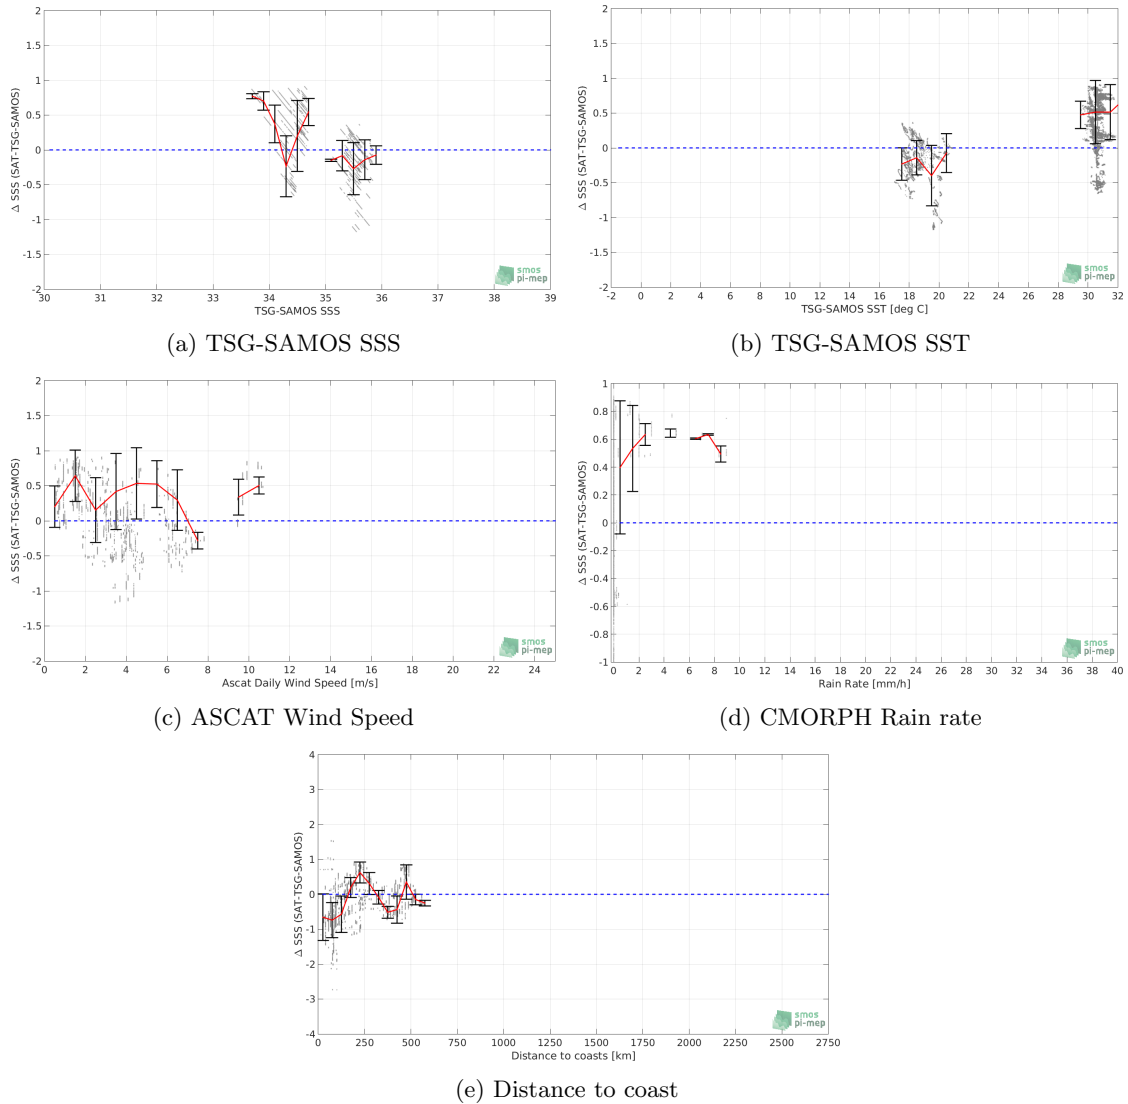 2
1.5
1
0.5
0
-0.5
-1
-1.5
-2
Δ SSS (SAT-TSG-SAMOS)
30 31 32 33 34 35 36 37 38 39
TSG-SAMOS SSS
smos
pi-mep
(a) TSG-SAMOS SSS
2
1.5
1
0.5
0
-0.5
-1
-1.5
-2
Δ SSS (SAT-TSG-SAMOS)
-2 0 2 4 6 8 10 12 14 16 18 20 22 24 26 28 30 32
TSG-SAMOS SST [deg C]
smos
pi-mep
(b) TSG-SAMOS SST
2
1.5
1
0.5
0
-0.5
-1
-1.5
-2
Δ SSS (SAT-TSG-SAMOS)
0 2 4 6 8 10 12 14 16 18 20 22 24
Ascat Daily Wind Speed [m/s]
smos
pi-mep
(c) ASCAT Wind Speed
1
0.8
0.6
0.4
0.2
0
-0.2
-0.4
-0.6
-0.8
-1
Δ SSS (SAT-TSG-SAMOS)
0 2 4 6 8 10 12 14 16 18 20 22 24 26 28 30 32 34 36 38 40
Rain Rate [mm/h]
smos
pi-mep
(d) CMORPH Rain rate
4
3
2
1
0
-1
-2
-3
-4
Δ SSS (SAT-TSG-SAMOS)
0 250 500 750 1000 1250 1500 1750 2000 2250 2500 2750
Distance to coasts [km]
smos
pi-mep
(e) Distance to coast